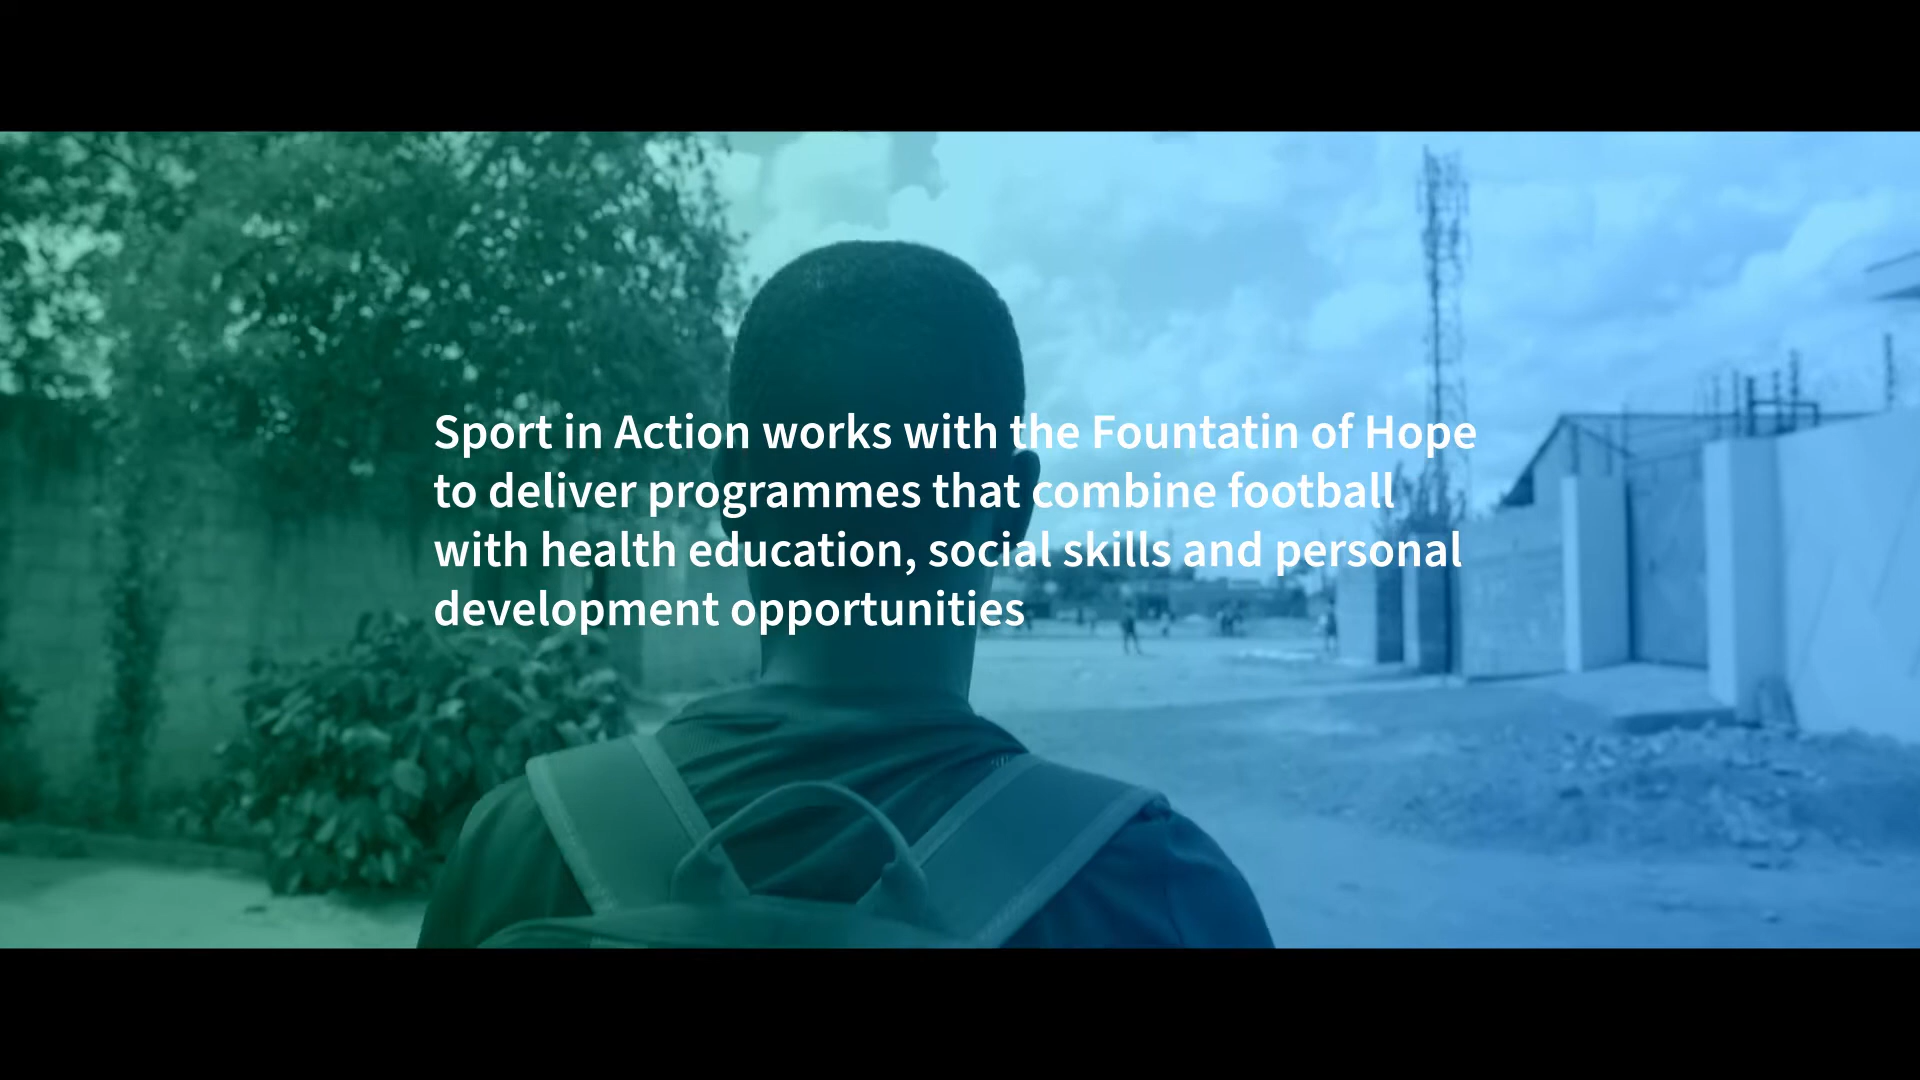 Sport in Action works with the Fountatin of Hope
to deliver programmes that combine football
with health education, social skills and personal
development opportunities